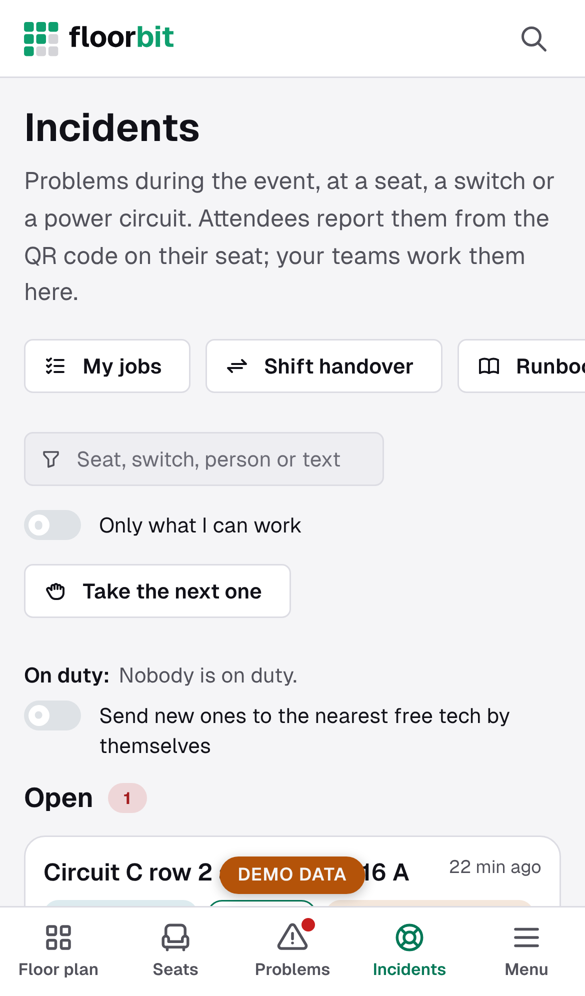 floorbit
Incidents
Problems during the event, at a seat, a switch or
a power circuit. Attendees report them from the
QR code on their seat; your teams work them
here.
My jobs
Shift handover
Seat, switch, person or text
Only what I can work
Take the next one
On duty: Nobody is on duty.
Send new ones to the nearest free tech by
themselves
Open 1
Circuit C row 2
16 A
22 min ago
DEMO DATA
Floor plan
Seats
Problems
Incidents
Menu